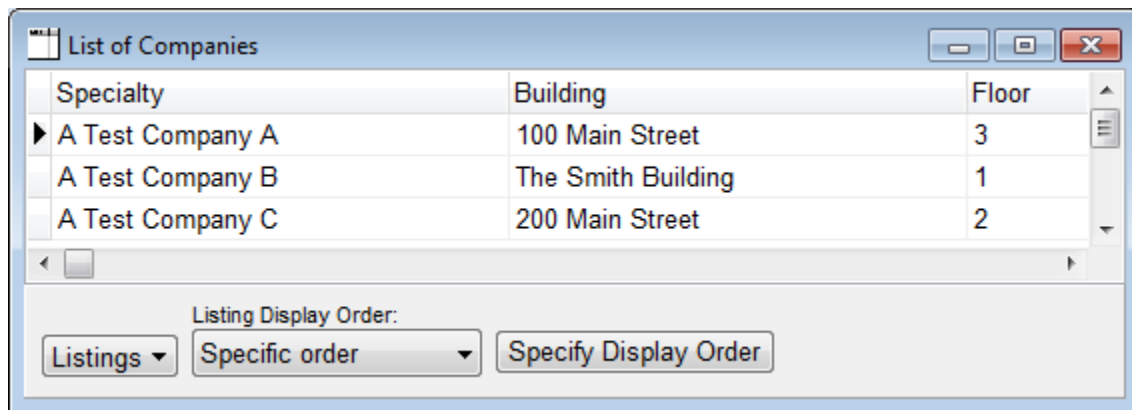 List of Companies
Specialty Building Floor
A Test Company A 100 Main Street 3
A Test Company B The Smith Building 1
A Test Company C 200 Main Street 2
Listing Display Order:
Listings Specific order Specify Display Order